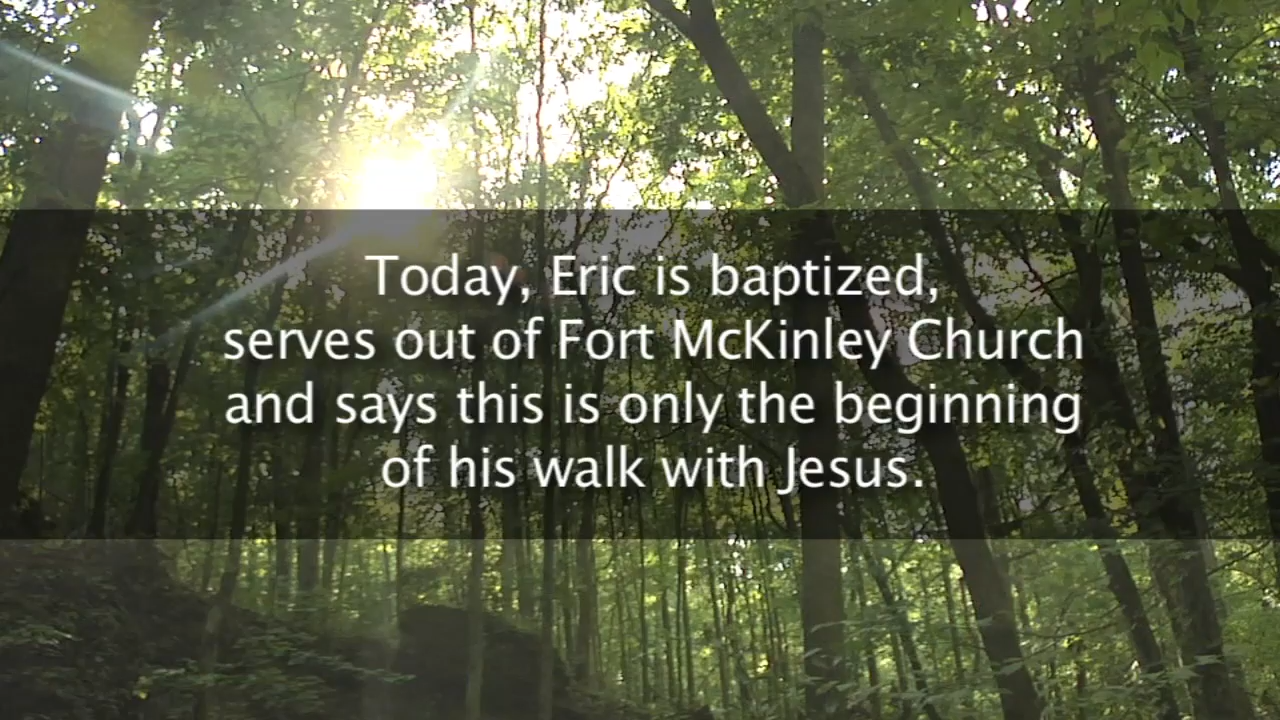 Today, Eric is baptized,
serves out of Fort McKinley Church
and says this is only the beginning
of his walk with Jesus.